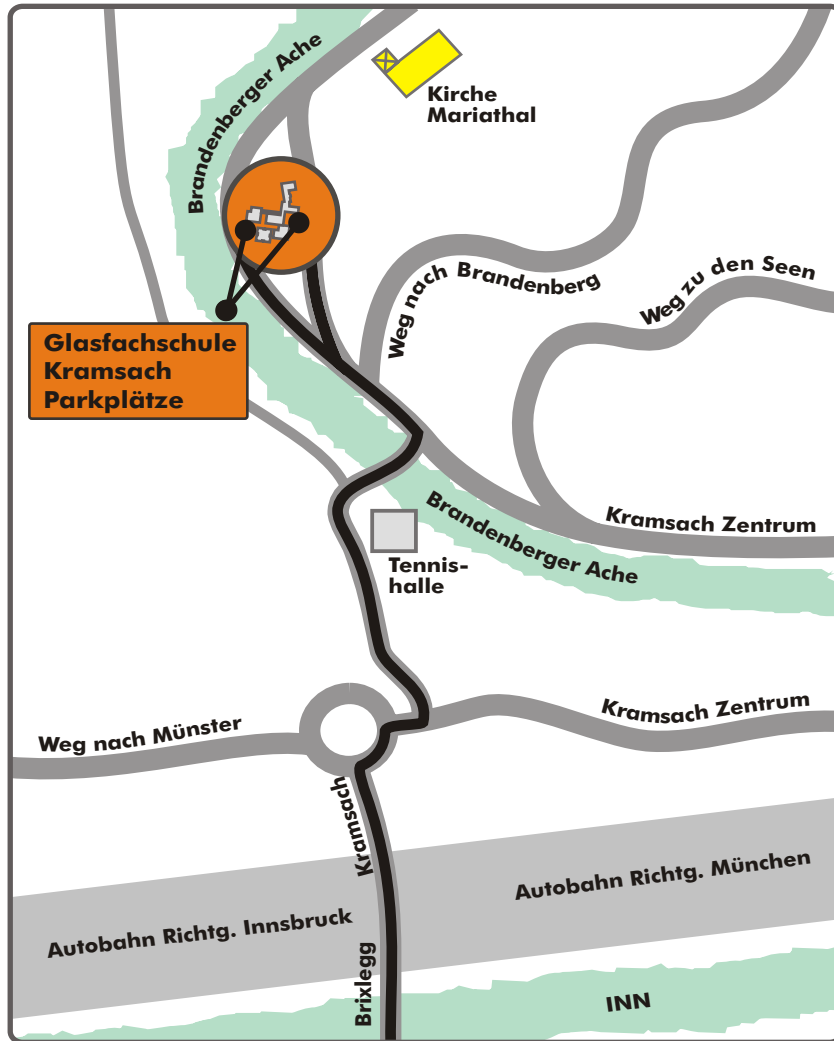 Brandenberger Ache
Kirche
Mariathal
Weg nach Brandenberg
Weg zu den Seen
Glasfachschule
Kramsach
Parkplätze
Brandenberger Ache
Kramsach Zentrum
Tennis-
halle
Weg nach Münster
Kramsach Zentrum
Kramsach
Autobahn Richtg. München
Autobahn Richtg. Innsbruck
Brixlegg
INN